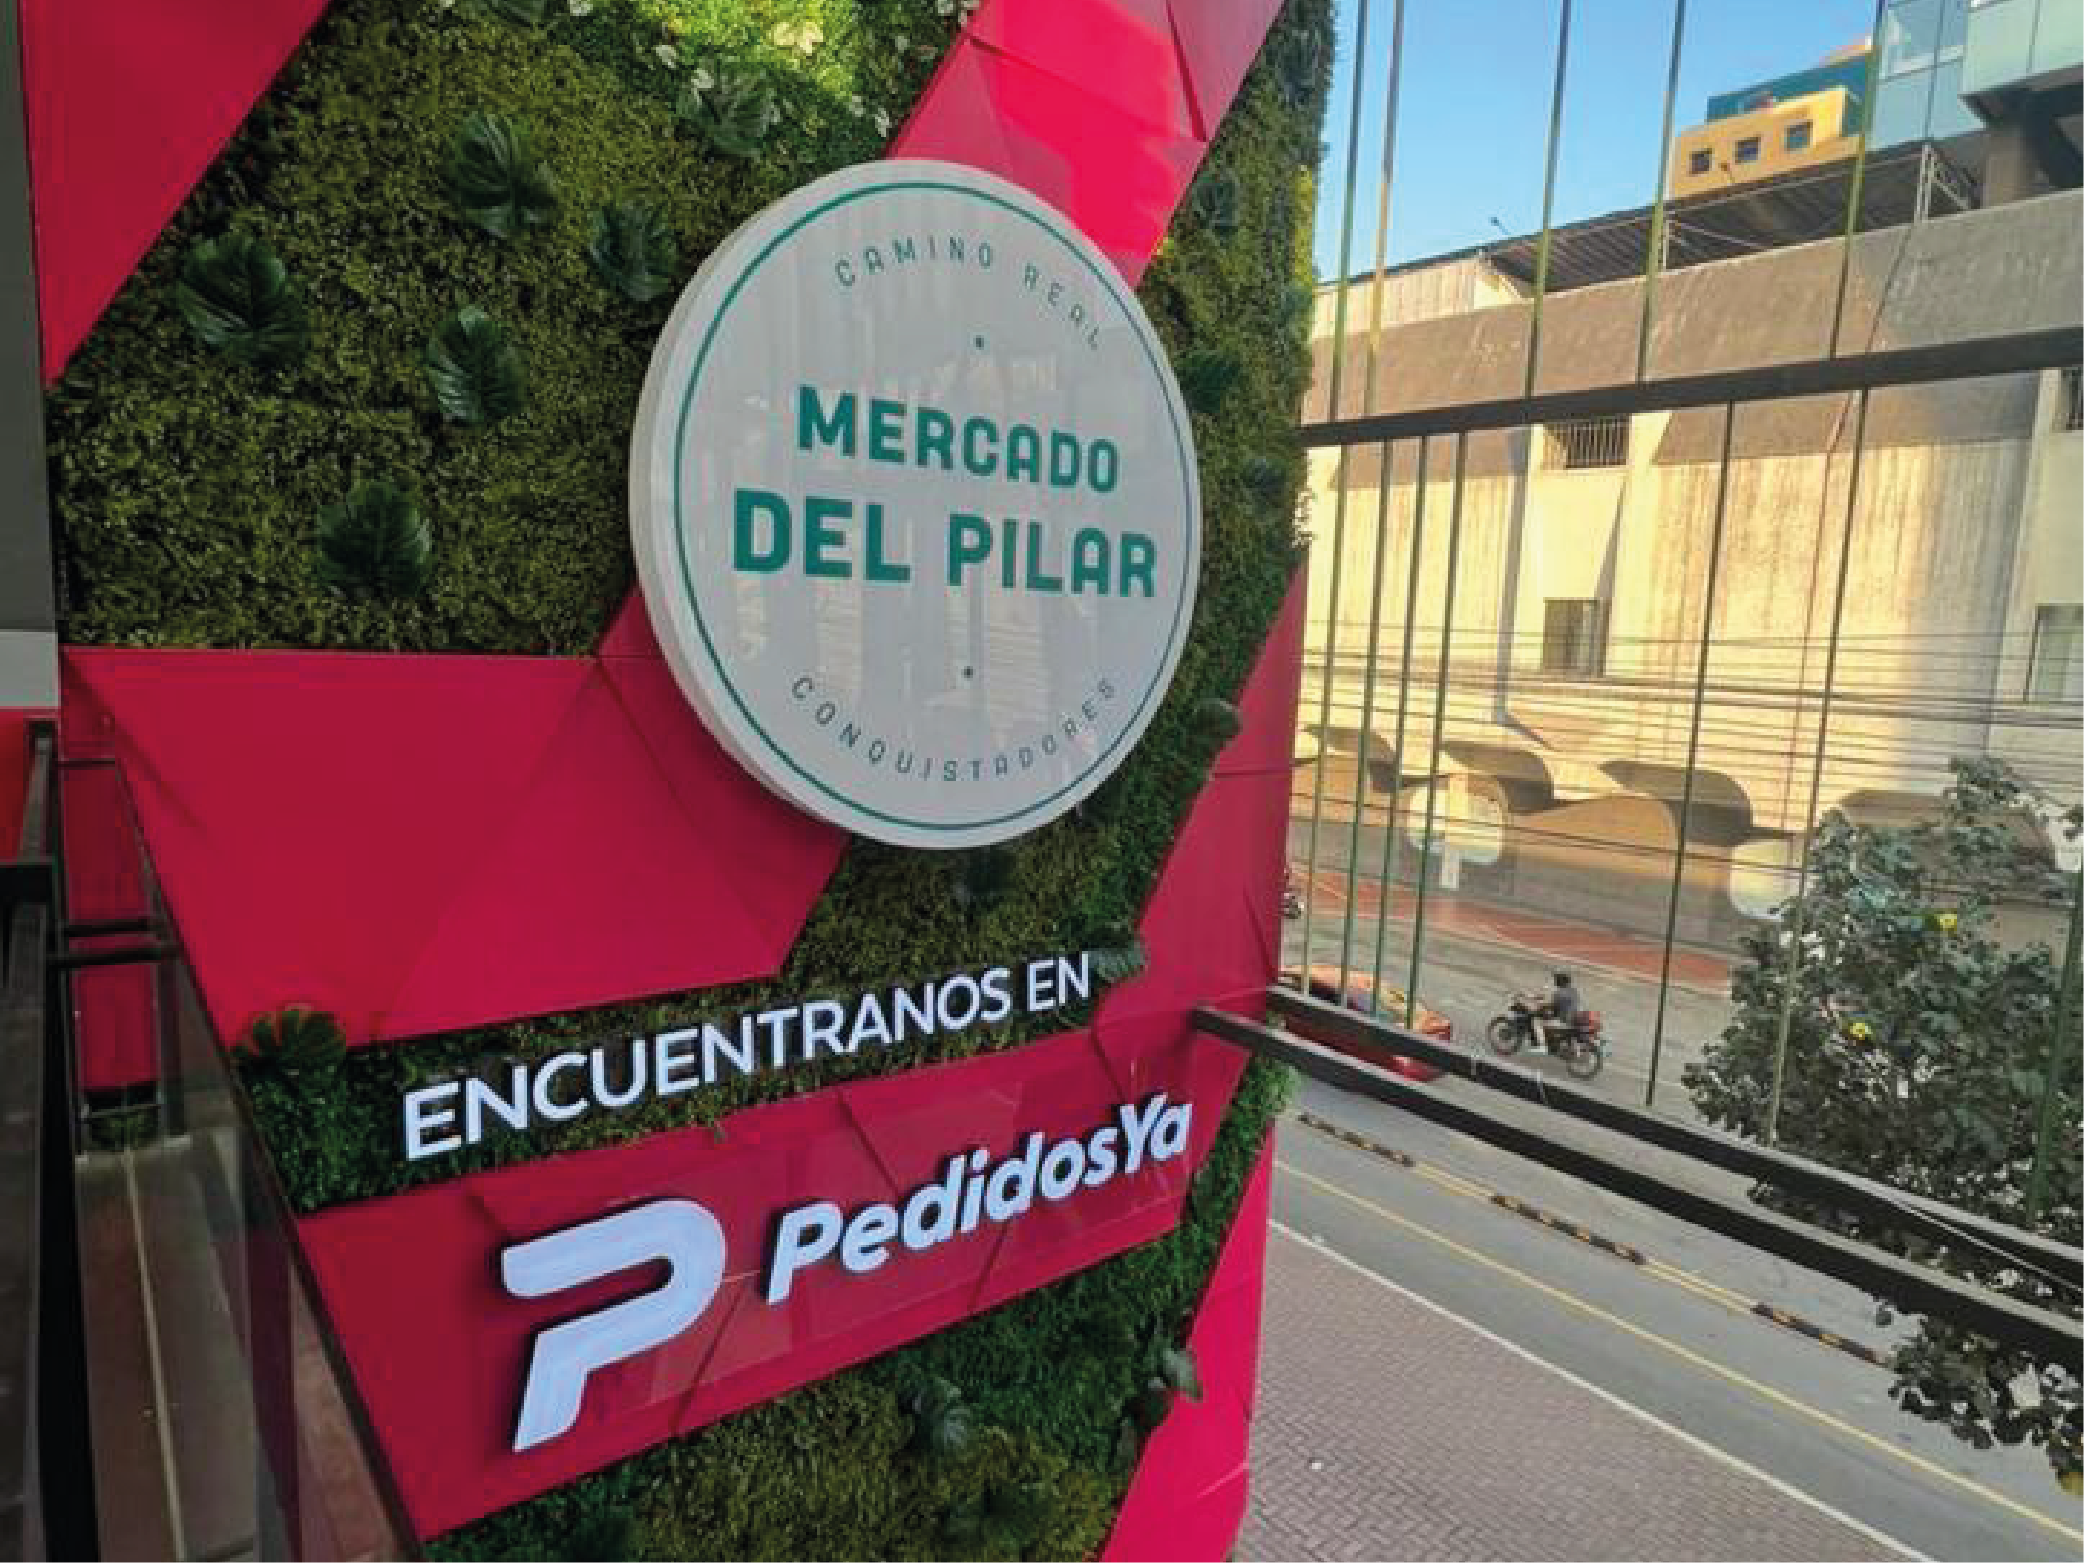 CAMINO REAL
MERCADO
DEL PILAR
CONQUISTADORES
ENCUENTRANOS EN
PedidosYa